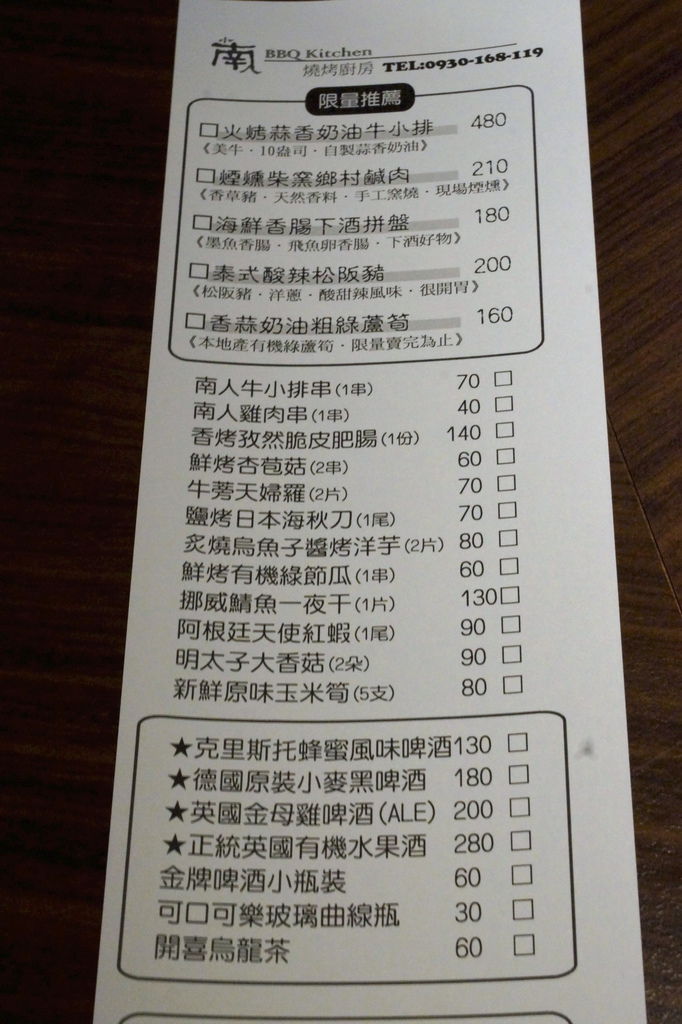 小南 BBQ Kitchen
燒烤廚房 TEL:0930-168-119
限量推薦
□火烤蒜香奶油牛小排 480
《美牛·10盎司·自製蒜香奶油》
□煙燻柴窯鄉村鹹肉 210
《香草豬·天然香料·手工窯燒·現場煙燻》
□海鮮香腸下酒拼盤 180
《墨魚香腸·飛魚卵香腸·下酒好物》
□泰式酸辣松阪豬 200
《松阪豬·洋蔥·酸甜辣風味·很開胃》
□香蒜奶油粗綠蘆筍 160
《本地產有機綠蘆筍·限量賣完為止》
南人牛小排串(1串) 70 □
南人雞肉串(1串) 40 □
香烤孜然脆皮肥腸(1份) 140 □
鮮烤杏苞菇(2串) 60 □
牛蒡天婦羅(2片) 70 □
鹽烤日本海秋刀(1尾) 70 □
炙燒烏魚子醬烤洋芋(2片) 80 □
鮮烤有機綠節瓜(1串) 60 □
挪威鯖魚一夜干(1片) 130□
阿根廷天使紅蝦(1尾) 90 □
明太子大香菇(2朵) 90 □
新鮮原味玉米筍(5支) 80 □
★克里斯托蜂蜜風味啤酒130 □
★德國原裝小麥黑啤酒 180 □
★英國金母雞啤酒(ALE) 200 □
★正統英國有機水果酒 280 □
金牌啤酒小瓶裝 60 □
可口可樂玻璃曲線瓶 30 □
開喜烏龍茶 60 □